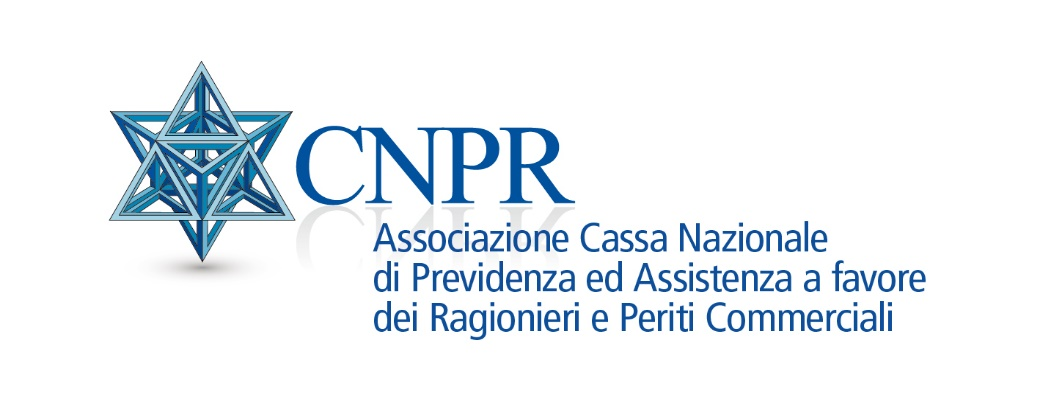 CNPR
Associazione Cassa Nazionale
di Previdenza ed Assistenza a favore
dei Ragionieri e Periti Commerciali